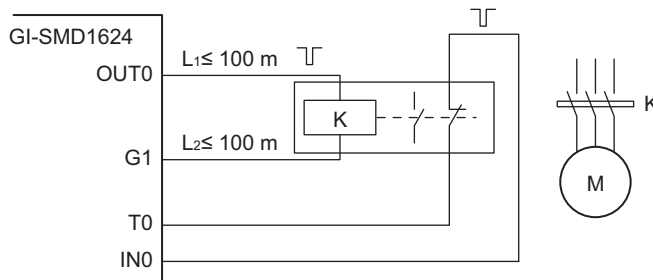 GI-SMD1624
OUT0
L₁≤ 100 m
K
K
G1
L₂≤ 100 m
M
T0
IN0